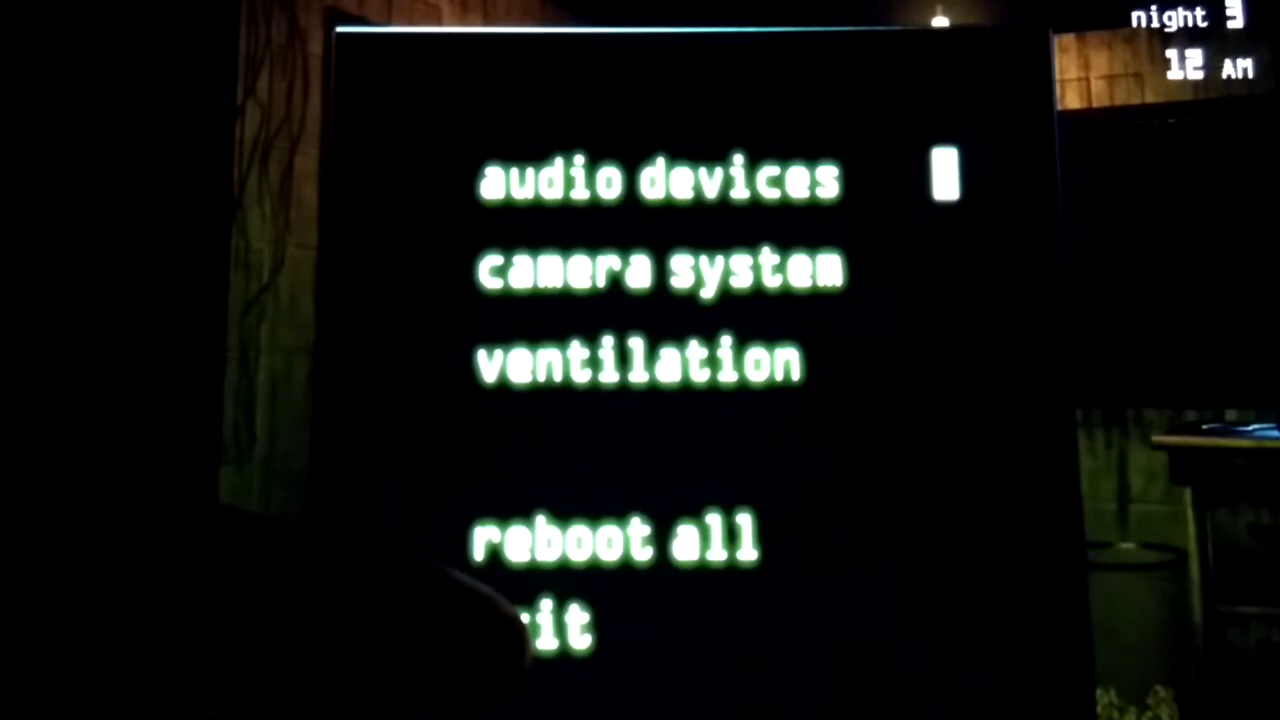 night 3
12 AM
audio devices
camera system
ventilation
reboot all